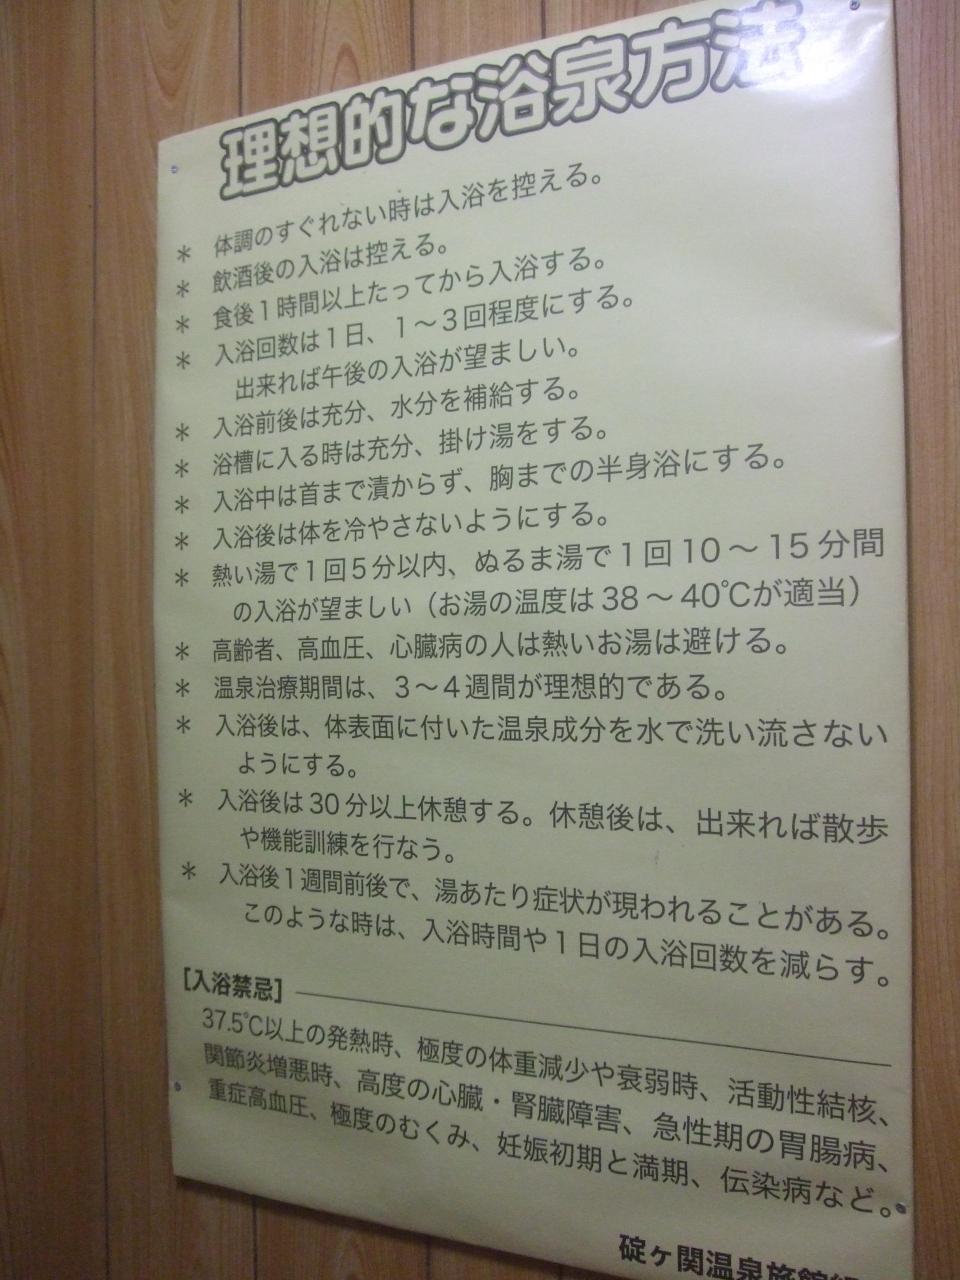 理想的な浴泉方法
＊ 体調のすぐれない時は入浴を控える。
＊ 飲酒後の入浴は控える。
＊ 食後１時間以上たってから入浴する。
＊ 入浴回数は１日、１～３回程度にする。
出来れば午後の入浴が望ましい。
＊ 入浴前後は充分、水分を補給する。
＊ 浴槽に入る時は充分、掛け湯をする。
＊ 入浴中は首まで漬からず、胸までの半身浴にする。
＊ 入浴後は体を冷やさないようにする。
＊ 熱い湯で１回５分以内、ぬるま湯で１回10～15分間
の入浴が望ましい（お湯の温度は38～40℃が適当）
＊ 高齢者、高血圧、心臓病の人は熱いお湯は避ける。
＊ 温泉治療期間は、３～４週間が理想的である。
＊ 入浴後は、体表面に付いた温泉成分を水で洗い流さない
ようにする。
＊ 入浴後は30分以上休憩する。休憩後は、出来れば散歩
や機能訓練を行なう。
＊ 入浴後１週間前後で、湯あたり症状が現われることがある。
このような時は、入浴時間や１日の入浴回数を減らす。
［入浴禁忌］
37.5℃以上の発熱時、極度の体重減少や衰弱時、活動性結核、
関節炎増悪時、高度の心臓・腎臓障害、急性期の胃腸病、
重症高血圧、極度のむくみ、妊娠初期と満期、伝染病など。
碇ヶ関温泉旅館